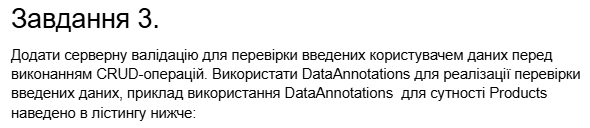 Завдання 3.
Додати серверну валідацію для перевірки введених користувачем даних перед
виконанням CRUD-операцій. Використати DataAnnotations для реалізації перевірки
введених даних, приклад використання DataAnnotations для сутності Products
наведено в лістингу нижче: